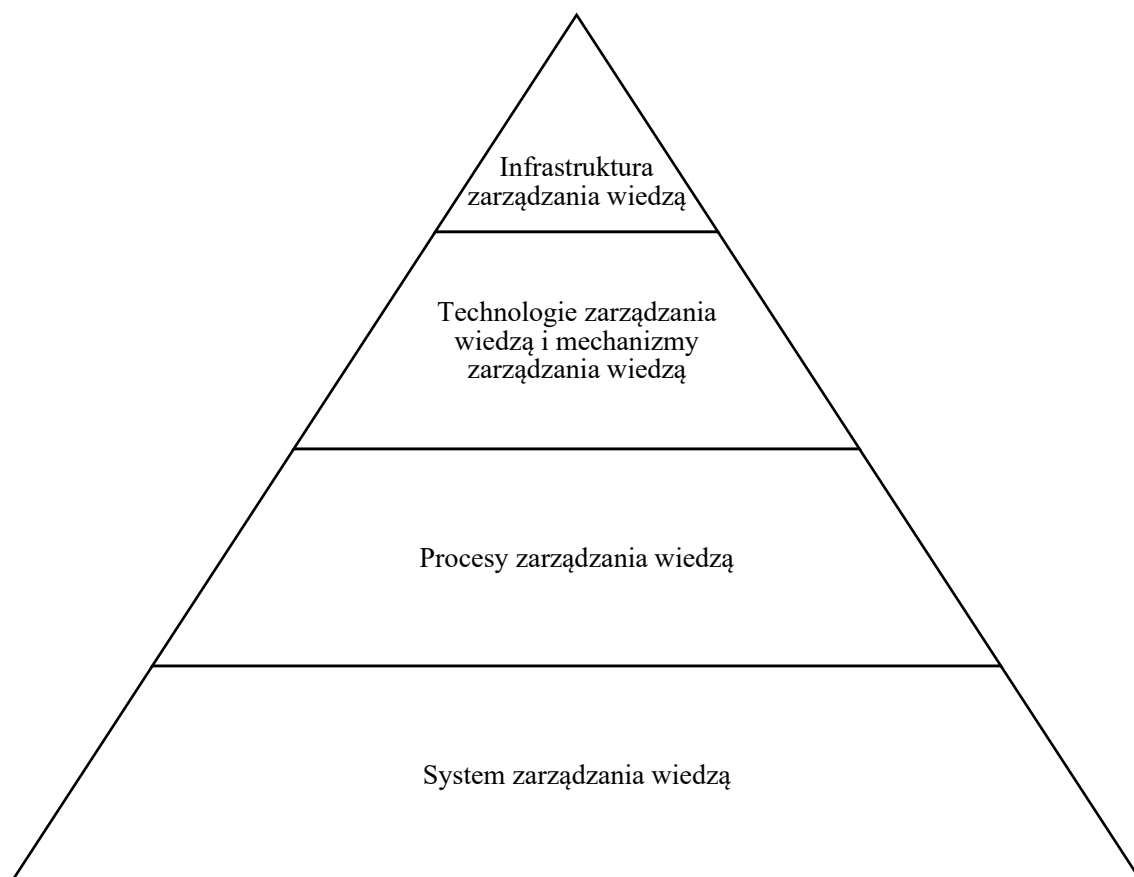 Infrastruktura
zarządzania wiedzą
Technologie zarządzania
wiedzą i mechanizmy
zarządzania wiedzą
Procesy zarządzania wiedzą
System zarządzania wiedzą